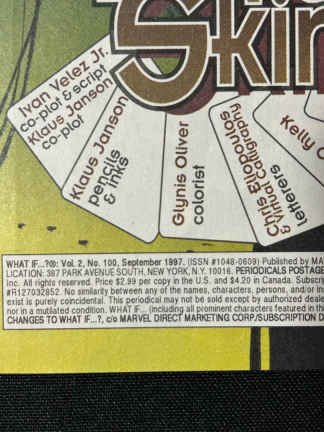 Skin
Ivan Velez Jr.
co-plot & script
Klaus Janson
co-plot
Klaus Janson
pencils
& inks
Glynis Oliver
colorist
Chris Eliopoulos
& Virtual Calligraphy
letterers
Kelly
WHAT IF...?®: Vol. 2, No. 100, September 1997. (ISSN #1048-0609) Published by MA
LICATION: 387 PARK AVENUE SOUTH, NEW YORK, N.Y. 10016. PERIODICALS POSTAGE
Inc. All rights reserved. Price $2.99 per copy in the U.S. and $4.20 in Canada. Subscrip
#R127032852. No similarity between any of the names, characters, persons, and/or in
exist is purely coincidental. This periodical may not be sold except by authorized deale
nor in a mutilated condition. WHAT IF... (including all prominent characters featured in th
CHANGES TO WHAT IF...?, c/o MARVEL DIRECT MARKETING CORP./SUBSCRIPTION D